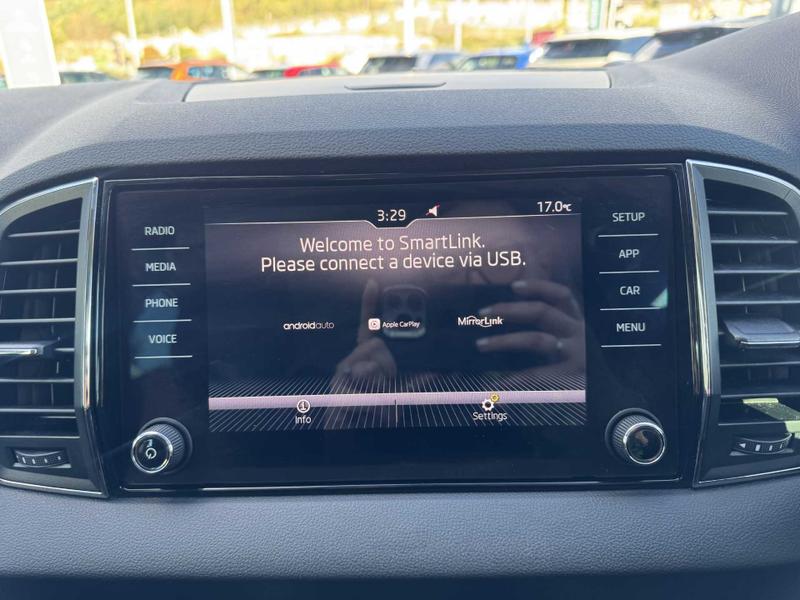 3:29
17.0°C
RADIO
MEDIA
PHONE
VOICE
Welcome to SmartLink.
Please connect a device via USB.
androidauto
Apple CarPlay
MirrorLink
Info
Settings
SETUP
APP
CAR
MENU